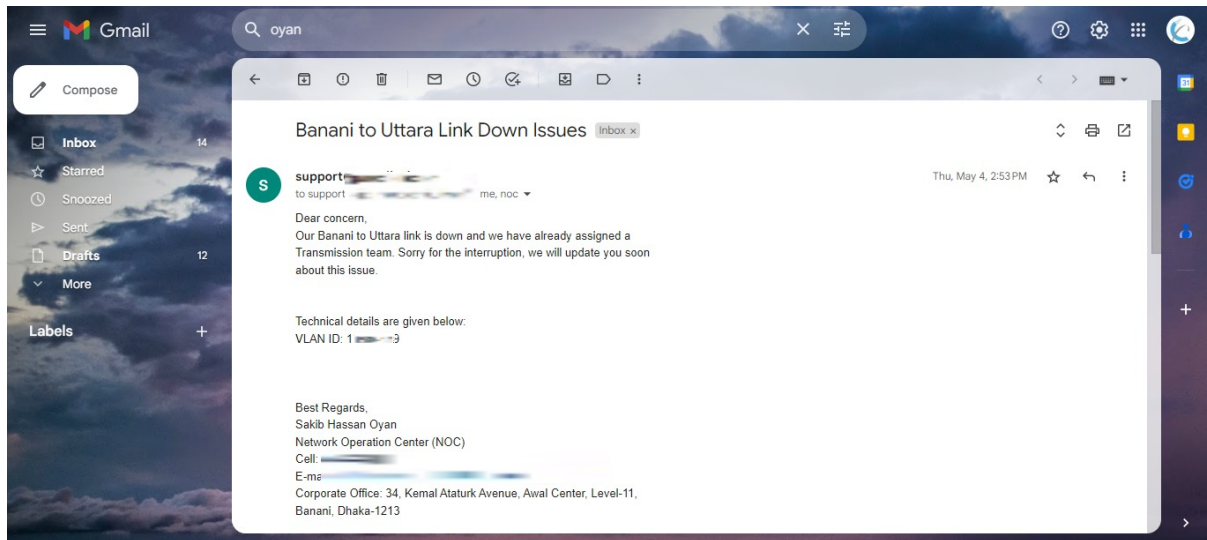 Gmail
oyan
Compose
Inbox 14
Starred
Snoozed
Sent
Drafts 12
More
Labels
Banani to Uttara Link Down Issues Inbox ×
S
support
Thu, May 4, 2:53 PM
to support me, noc
Dear concern,
Our Banani to Uttara link is down and we have already assigned a
Transmission team. Sorry for the interruption, we will update you soon
about this issue.
Technical details are given below:
VLAN ID: 1 9
Best Regards,
Sakib Hassan Oyan
Network Operation Center (NOC)
Cell:
Corporate Office: 34, Kemal Ataturk Avenue, Awal Center, Level-11,
Banani, Dhaka-1213
31